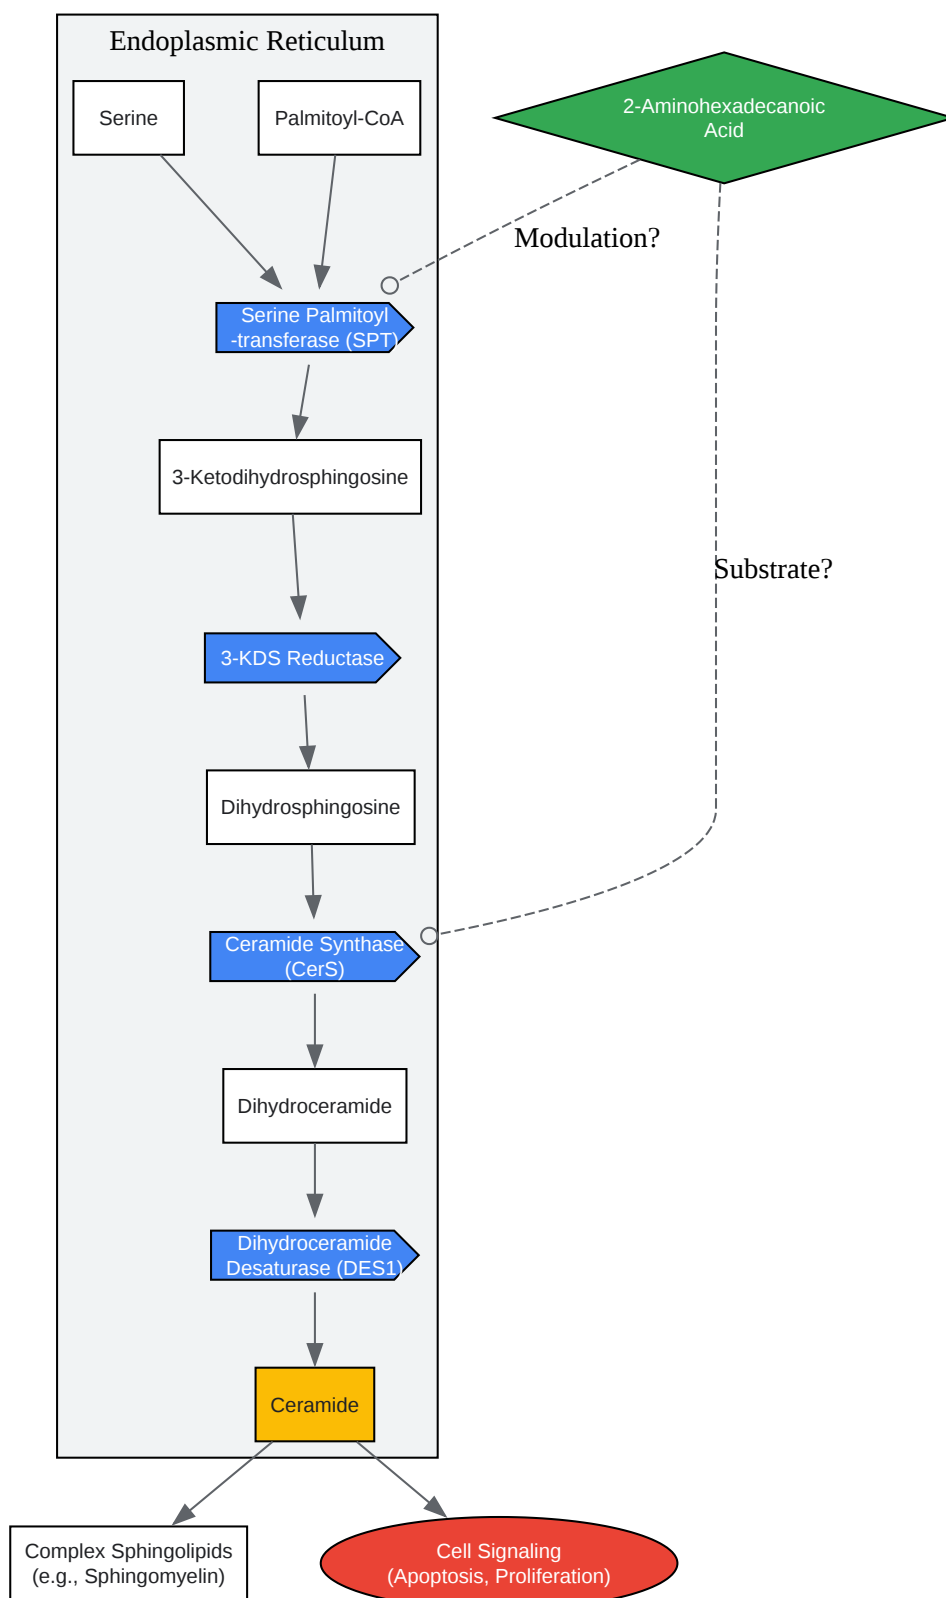 Endoplasmic Reticulum
Serine
Palmitoyl-CoA
2-Aminohexadecanoic
Acid
Modulation?
Serine Palmitoyl
-transferase (SPT)
3-Ketodihydrosphingosine
Substrate?
3-KDS Reductase
Dihydrosphingosine
Ceramide Synthase
(CerS)
Dihydroceramide
Dihydroceramide
Desaturase (DES1)
Ceramide
Complex Sphingolipids
(e.g., Sphingomyelin)
Cell Signaling
(Apoptosis, Proliferation)